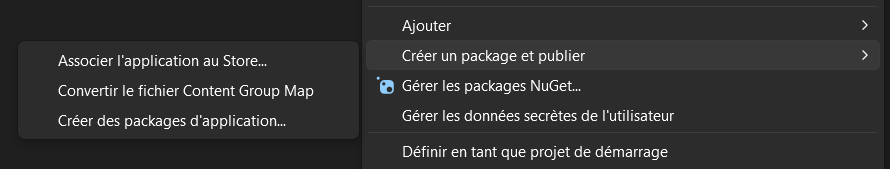 Ajouter
Créer un package et publier
Gérer les packages NuGet...
Gérer les données secrètes de l'utilisateur
Définir en tant que projet de démarrage
Associer l'application au Store...
Convertir le fichier Content Group Map
Créer des packages d'application...